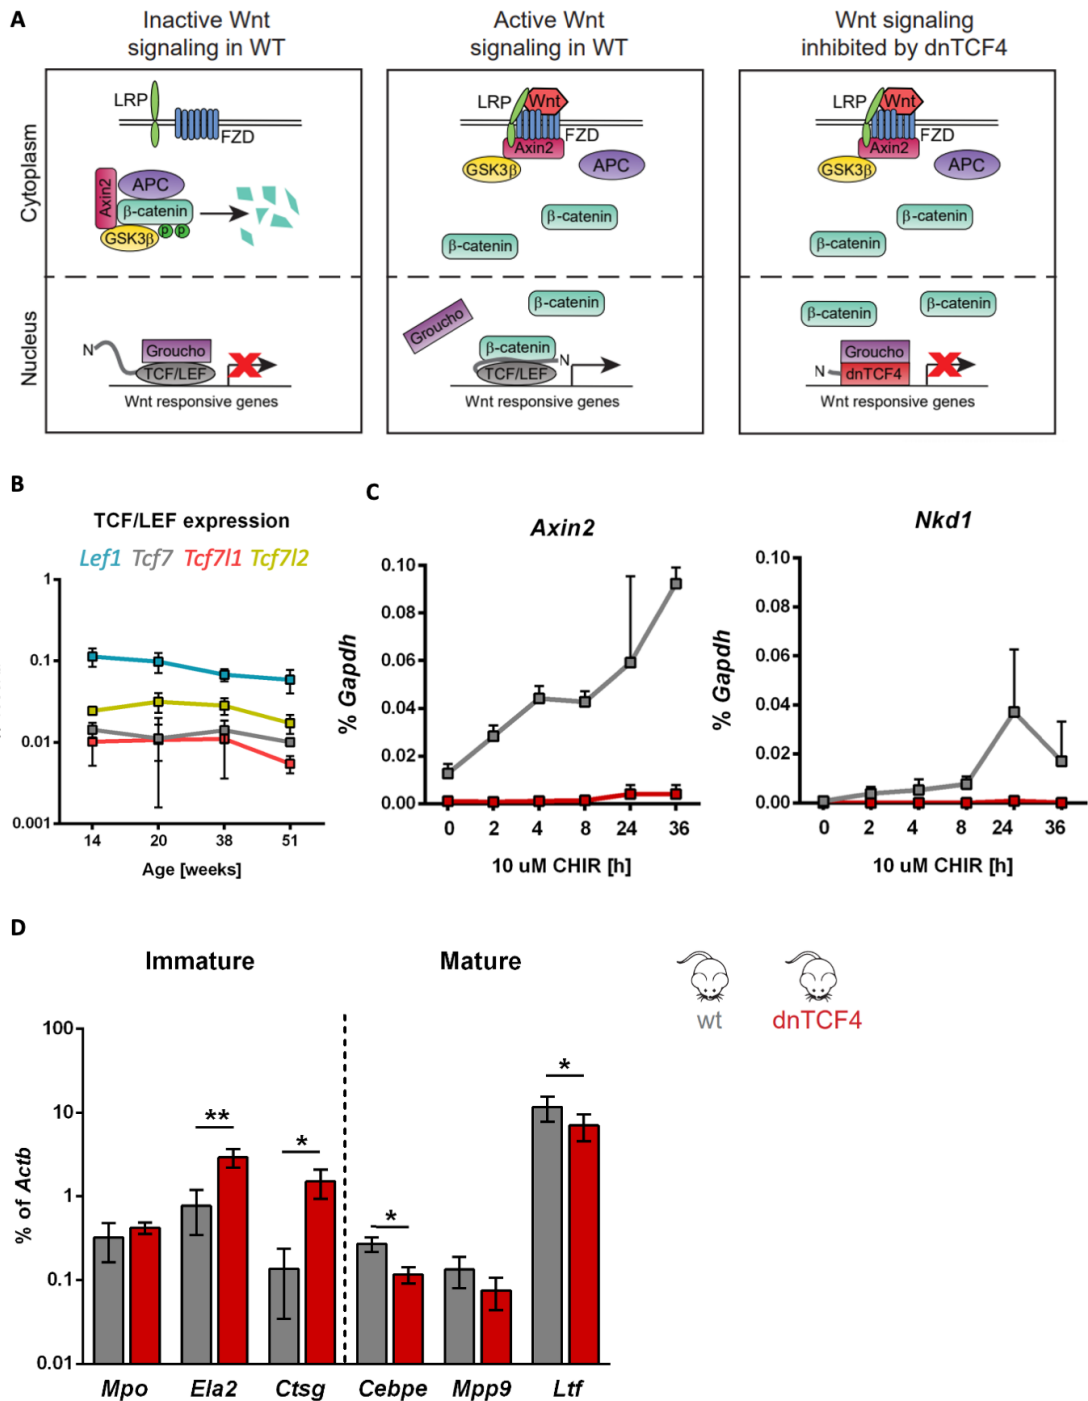 A
Inactive Wnt
signaling in WT
Active Wnt
signaling in WT
Wnt signaling
inhibited by dnTCF4
Cytoplasm
Nucleus
LRP
FZD
Axin2
APC
β-catenin
GSK3β
p p
N
Groucho
TCF/LEF
Wnt responsive genes
LRP
Wnt
FZD
Axin2
GSK3β
APC
β-catenin
β-catenin
Groucho
β-catenin
β-catenin
N
TCF/LEF
Wnt responsive genes
LRP
Wnt
FZD
Axin2
GSK3β
APC
β-catenin
β-catenin
β-catenin
β-catenin
Groucho
N
dnTCF4
Wnt responsive genes
B
TCF/LEF expression
Lef1 Tcf7 Tcf7l1 Tcf7l2
1
0.1
0.01
0.001
14 20 38 51
Age [weeks]
C
Axin2
% Gapdh
0.10
0.08
0.06
0.04
0.02
0.00
0 2 4 8 24 36
10 uM CHIR [h]
Nkd1
% Gapdh
0.10
0.08
0.06
0.04
0.02
0.00
0 2 4 8 24 36
10 uM CHIR [h]
D
Immature
Mature
wt
dnTCF4
% of Actb
100
10
1
0.1
0.01
**
*
*
*
Mpo Ela2 Ctsg Cebpe Mpp9 Ltf